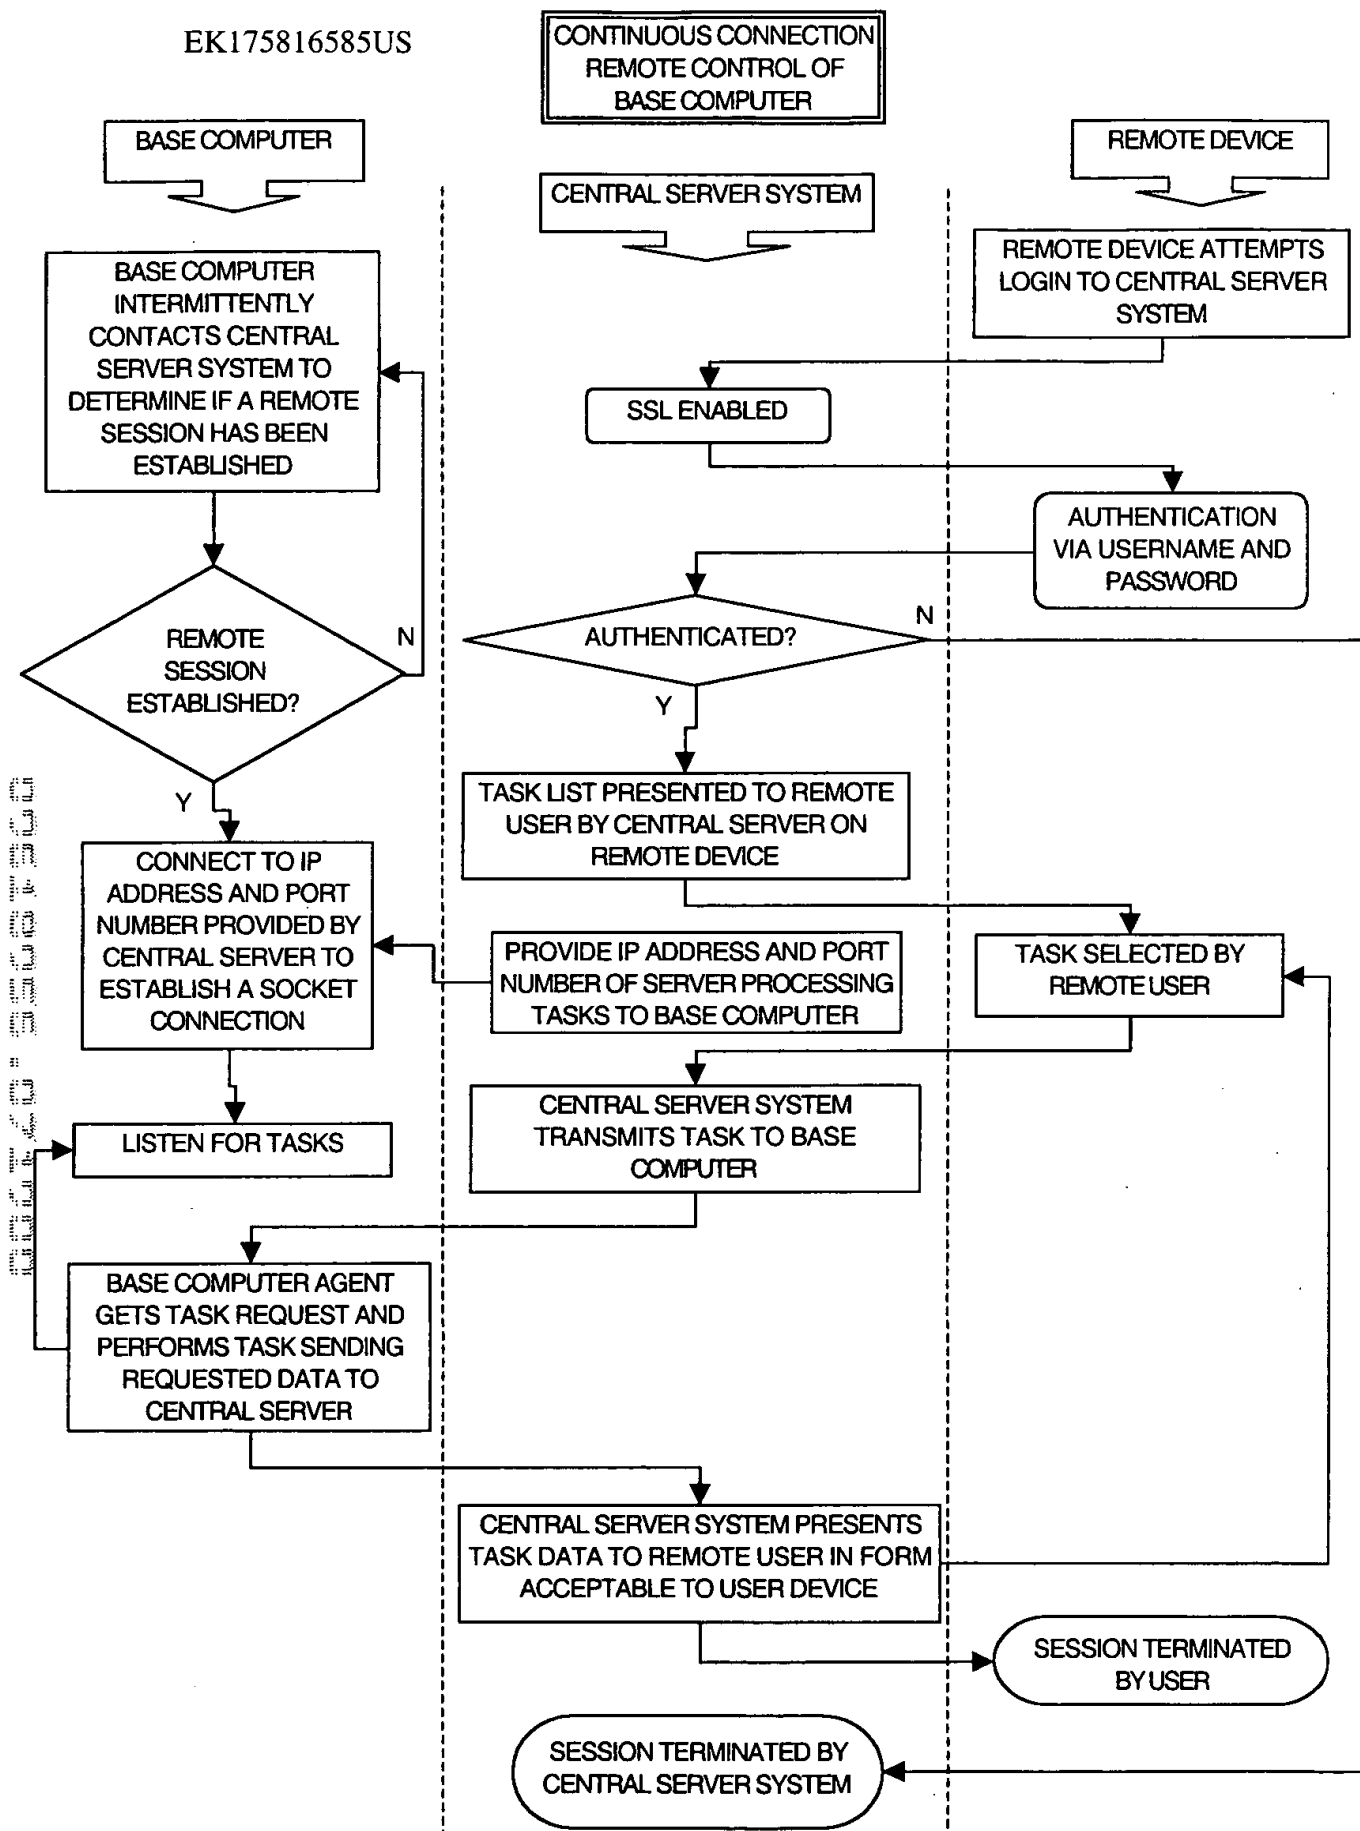 EK175816585US
CONTINUOUS CONNECTION
REMOTE CONTROL OF
BASE COMPUTER
BASE COMPUTER
CENTRAL SERVER SYSTEM
REMOTE DEVICE
BASE COMPUTER
INTERMITTENTLY
CONTACTS CENTRAL
SERVER SYSTEM TO
DETERMINE IF A REMOTE
SESSION HAS BEEN
ESTABLISHED
REMOTE DEVICE ATTEMPTS
LOGIN TO CENTRAL SERVER
SYSTEM
SSL ENABLED
AUTHENTICATION
VIA USERNAME AND
PASSWORD
REMOTE
SESSION
ESTABLISHED?
N
AUTHENTICATED?
N
Y
Y
TASK LIST PRESENTED TO REMOTE
USER BY CENTRAL SERVER ON
REMOTE DEVICE
CONNECT TO IP
ADDRESS AND PORT
NUMBER PROVIDED BY
CENTRAL SERVER TO
ESTABLISH A SOCKET
CONNECTION
PROVIDE IP ADDRESS AND PORT
NUMBER OF SERVER PROCESSING
TASKS TO BASE COMPUTER
TASK SELECTED BY
REMOTE USER
LISTEN FOR TASKS
CENTRAL SERVER SYSTEM
TRANSMITS TASK TO BASE
COMPUTER
BASE COMPUTER AGENT
GETS TASK REQUEST AND
PERFORMS TASK SENDING
REQUESTED DATA TO
CENTRAL SERVER
CENTRAL SERVER SYSTEM PRESENTS
TASK DATA TO REMOTE USER IN FORM
ACCEPTABLE TO USER DEVICE
SESSION TERMINATED
BY USER
SESSION TERMINATED BY
CENTRAL SERVER SYSTEM